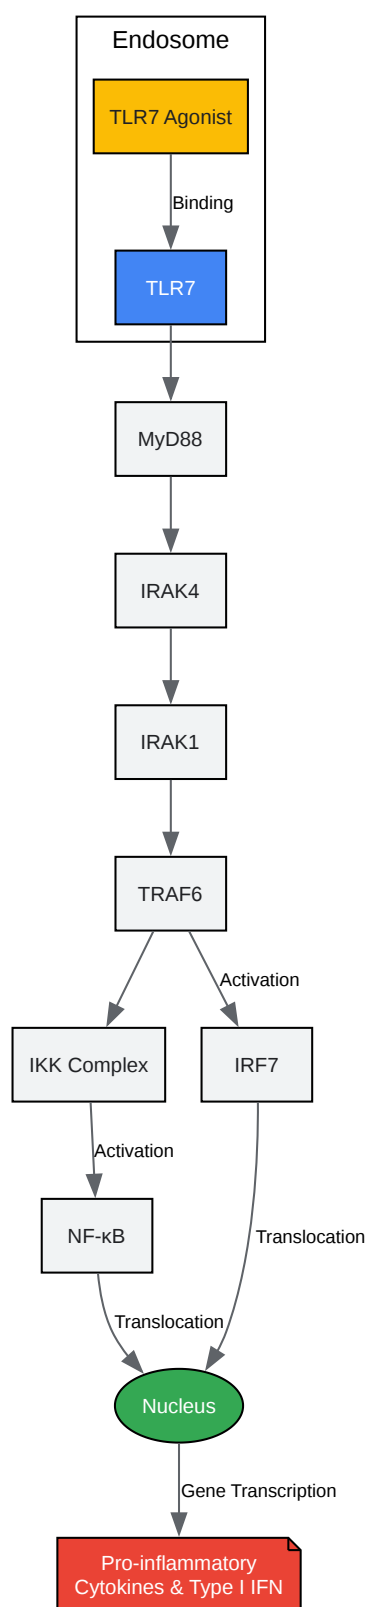 Endosome
TLR7 Agonist
Binding
TLR7
MyD88
IRAK4
IRAK1
TRAF6
Activation
IKK Complex
IRF7
Activation
NF-κB
Translocation
Translocation
Nucleus
Gene Transcription
Pro-inflammatory
Cytokines & Type I IFN